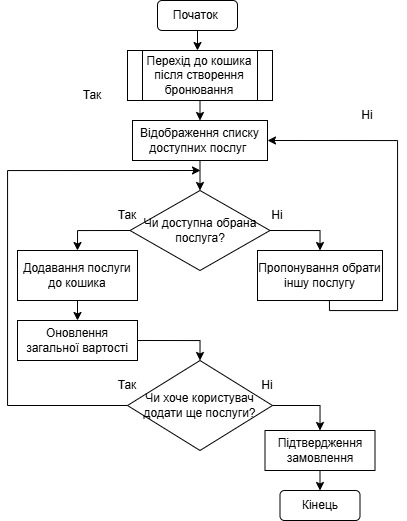 Початок
Перехід до кошика
після створення
бронювання
Так
Ні
Відображення списку
доступних послуг
Так
Чи доступна обрана
послуга?
Ні
Додавання послуги
до кошика
Пропонування обрати
іншу послугу
Оновлення
загальної вартості
Так
Чи хоче користувач
додати ще послуги?
Ні
Підтвердження
замовлення
Кінець